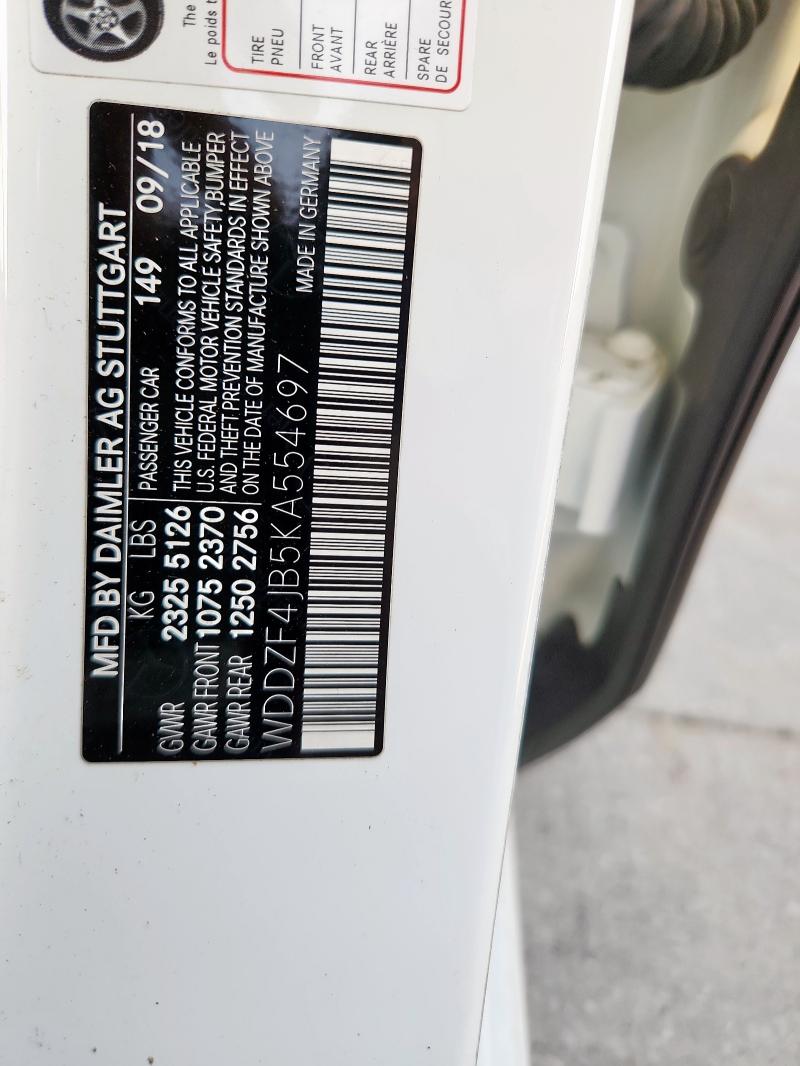 MFD BY DAIMLER AG STUTTGART
KG LBS PASSENGER CAR 149 09/18
GVWR 2325 5126
GAWR FRONT 1075 2370
GAWR REAR 1250 2756
THIS VEHICLE CONFORMS TO ALL APPLICABLE
U.S. FEDERAL MOTOR VEHICLE SAFETY,BUMPER
AND THEFT PREVENTION STANDARDS IN EFFECT
ON THE DATE OF MANUFACTURE SHOWN ABOVE
WDDZF4JB5KA554697 MADE IN GERMANY
The
Le poids
TIRE
PNEU
FRONT
AVANT
REAR
ARRIÈRE
SPARE
DE SECOUR